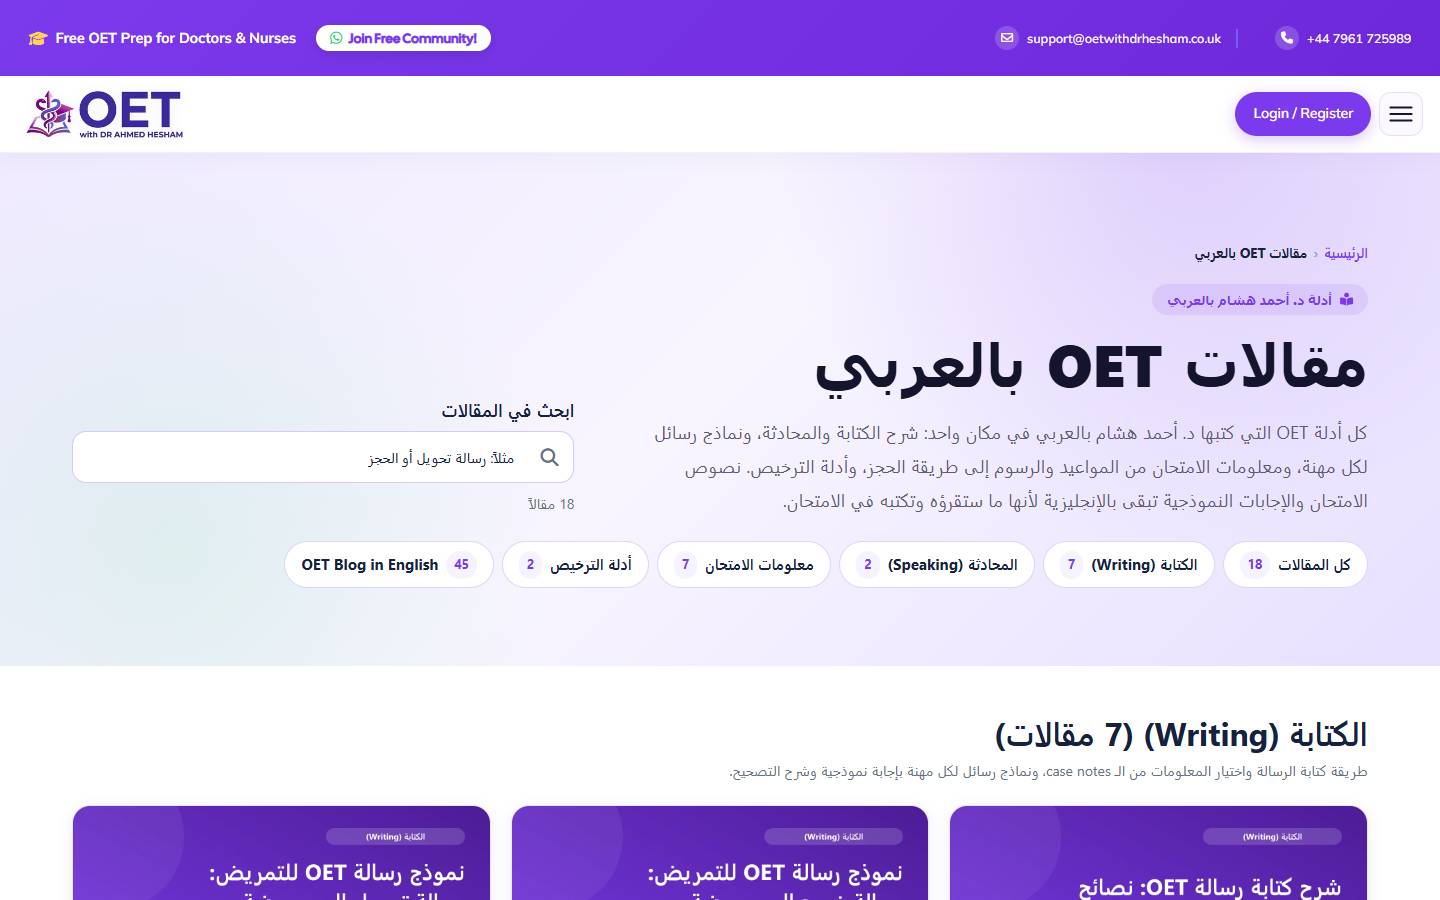 Free OET Prep for Doctors & Nurses
Join Free Community!
support@oetwithdrhesham.co.uk
+44 7961 725989
OET
with DR AHMED HESHAM
Login / Register
الرئيسية › مقالات OET بالعربي
أدلة د. أحمد هشام بالعربي
مقالات OET بالعربي
كل أدلة OET التي كتبها د. أحمد هشام بالعربي في مكان واحد: شرح الكتابة والمحادثة، ونماذج رسائل
لكل مهنة، ومعلومات الامتحان من المواعيد والرسوم إلى طريقة الحجز، وأدلة الترخيص. نصوص
الامتحان والإجابات النموذجية تبقى بالإنجليزية لأنها ما ستقرؤه وتكتبه في الامتحان.
ابحث في المقالات
مثلاً: رسالة تحويل أو الحجز
18 مقالاً
كل المقالات 18
الكتابة (Writing) 7
المحادثة (Speaking) 2
معلومات الامتحان 7
أدلة الترخيص 2
OET Blog in English 45
الكتابة (Writing) (7 مقالات)
طريقة كتابة الرسالة واختيار المعلومات من الـ case notes، ونماذج رسائل لكل مهنة بإجابة نموذجية وشرح التصحيح.
الكتابة (Writing)
شرح كتابة رسالة OET: نصائح
الكتابة (Writing)
نموذج رسالة OET للتمريض:
الكتابة (Writing)
نموذج رسالة OET للتمريض: